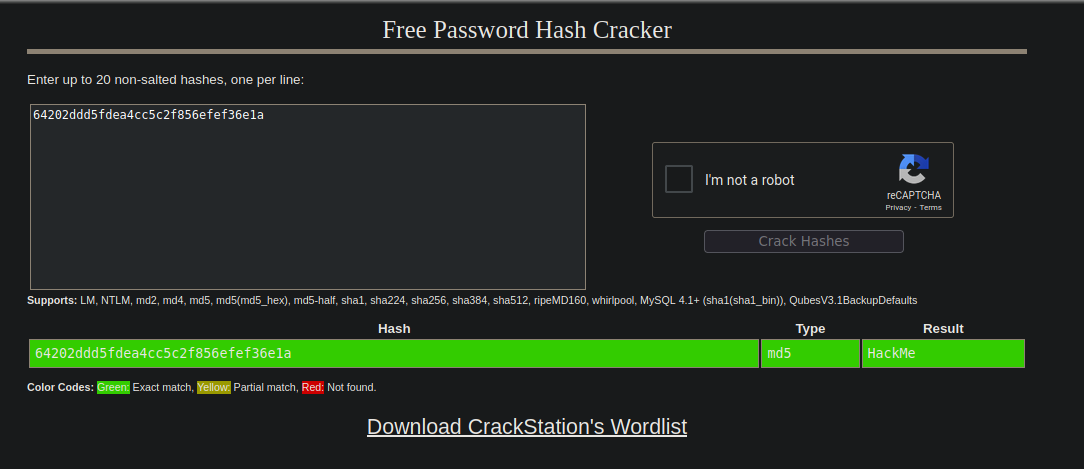 Free Password Hash Cracker
Enter up to 20 non-salted hashes, one per line:
64202ddd5fdea4cc5c2f856efef36e1a
I'm not a robot
reCAPTCHA
Privacy - Terms
Crack Hashes
Supports: LM, NTLM, md2, md4, md5, md5(md5_hex), md5-half, sha1, sha224, sha256, sha384, sha512, ripeMD160, whirlpool, MySQL 4.1+ (sha1(sha1_bin)), QubesV3.1BackupDefaults
Hash Type Result
64202ddd5fdea4cc5c2f856efef36e1a md5 HackMe
Color Codes: Green: Exact match, Yellow: Partial match, Red: Not found.
Download CrackStation's Wordlist